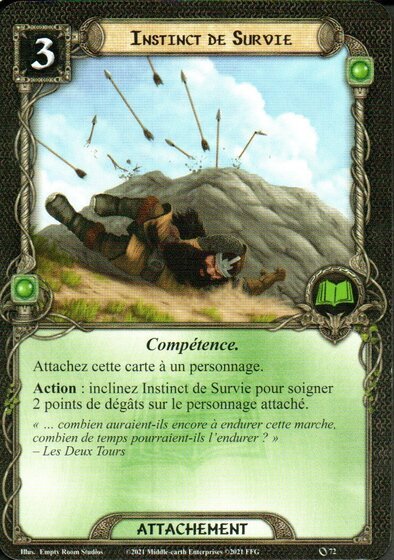 3
INSTINCT DE SURVIE
Compétence.
Attachez cette carte à un personnage.
Action : inclinez Instinct de Survie pour soigner
2 points de dégâts sur le personnage attaché.
« ... combien auraient-ils encore à endurer cette marche,
combien de temps pourraient-ils l'endurer ? »
– Les Deux Tours
ATTACHEMENT
Illus. Empty Room Studios ©2021 Middle-earth Enterprises ©2021 FFG 72